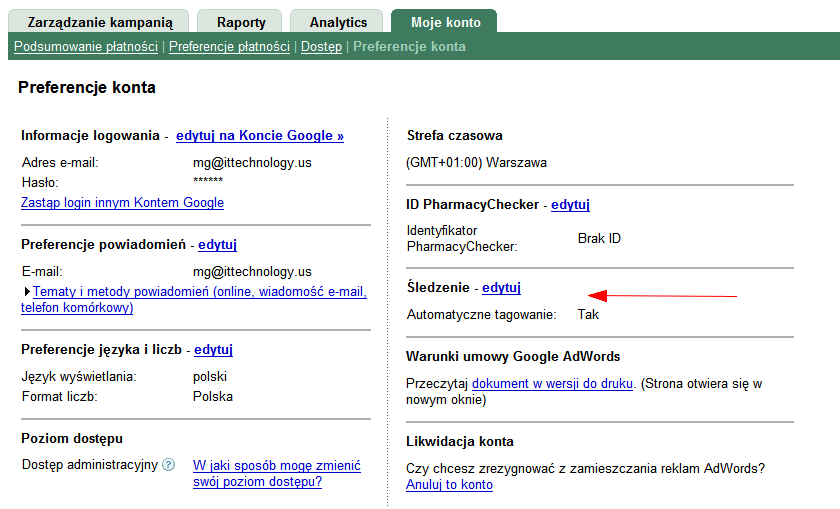 Zarządzanie kampanią Raporty Analytics Moje konto
Podsumowanie płatności | Preferencje płatności | Dostęp | Preferencje konta
Preferencje konta
Informacje logowania - edytuj na Koncie Google »
Adres e-mail: mg@ittechnology.us
Hasło: ******
Zastąp login innym Kontem Google
Preferencje powiadomień - edytuj
E-mail: mg@ittechnology.us
Tematy i metody powiadomień (online, wiadomość e-mail,
telefon komórkowy)
Preferencje języka i liczb - edytuj
Język wyświetlania: polski
Format liczb: Polska
Poziom dostępu
Dostęp administracyjny ? W jaki sposób mogę zmienić
swój poziom dostępu?
Strefa czasowa
(GMT+01:00) Warszawa
ID PharmacyChecker - edytuj
Identyfikator
PharmacyChecker: Brak ID
Śledzenie - edytuj
Automatyczne tagowanie: Tak
Warunki umowy Google AdWords
Przeczytaj dokument w wersji do druku. (Strona otwiera się w
nowym oknie)
Likwidacja konta
Czy chcesz zrezygnować z zamieszczania reklam AdWords?
Anuluj to konto